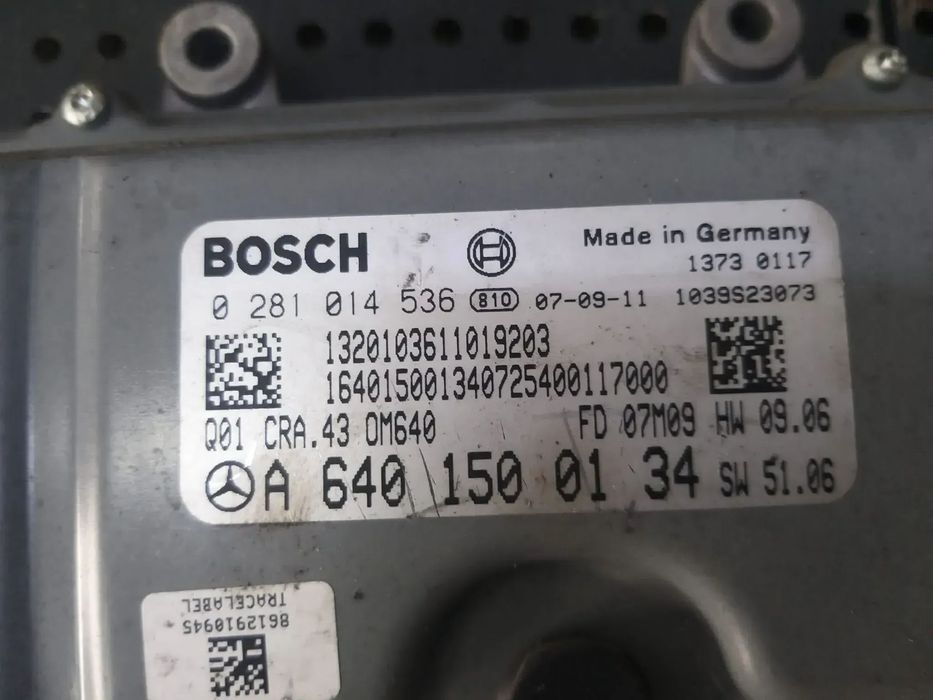 BOSCH
Made in Germany
1373 0117
0 281 014 536 810 07-09-11 1039S23073
1320103611019203
164015001340725400117000
Q01 CRA.43 OM640 FD 07M09 HW 09.06
A 640 150 01 34 SW 51.06
TRACELABEL
8612910945